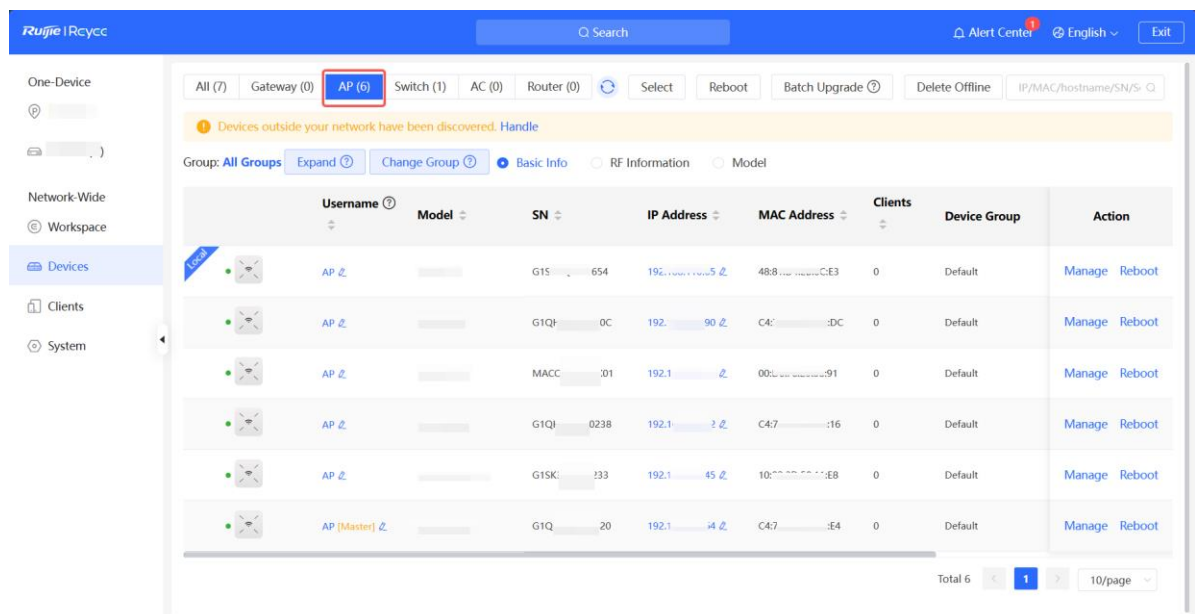 Ruijie | Rcycc
Search
Alert Center 1
English
Exit
One-Device
Network-Wide
Workspace
Devices
Clients
System
All (7) Gateway (0) AP (6) Switch (1) AC (0) Router (0) Select Reboot Batch Upgrade Delete Offline IP/MAC/hostname/SN/S
Devices outside your network have been discovered. Handle
Group: All Groups Expand Change Group Basic Info RF Information Model
Username Model SN IP Address MAC Address Clients Device Group Action
Local AP 654 0 Default Manage Reboot
AP 0C 192. 90 C4: :DC 0 Default Manage Reboot
AP MACC 01 192.1 00: :91 0 Default Manage Reboot
AP 0238 192.1 C4:7 :16 0 Default Manage Reboot
AP G1SK 233 192.1 45 10: :E8 0 Default Manage Reboot
AP [Master] G1Q 20 192.1 C4:7 :E4 0 Default Manage Reboot
Total 6 1 10/page